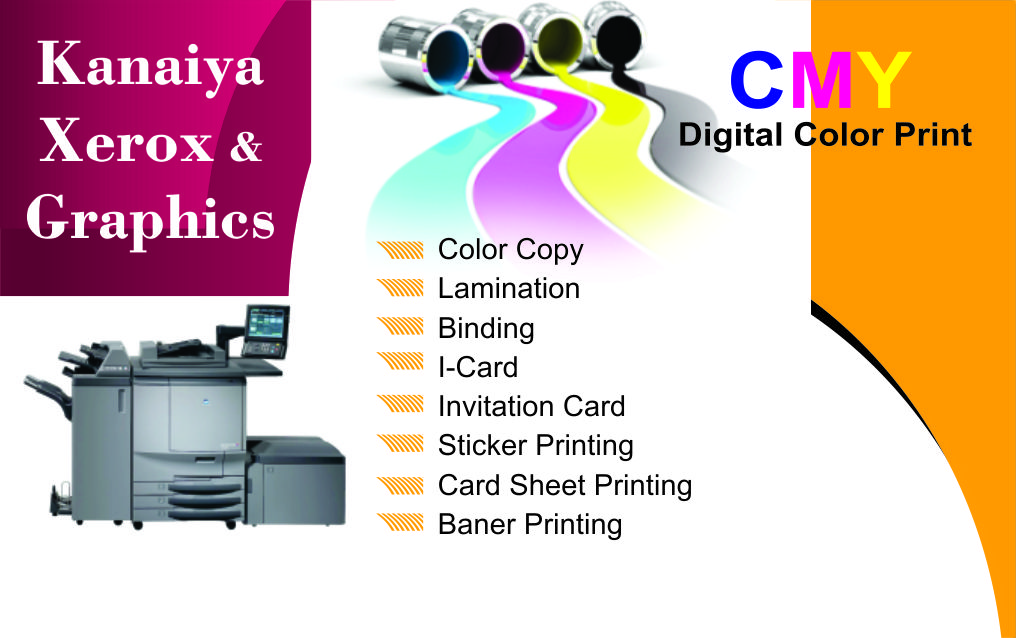 Kanaiya
Xerox &
Graphics
CMY
Digital Color Print
Color Copy
Lamination
Binding
I-Card
Invitation Card
Sticker Printing
Card Sheet Printing
Baner Printing